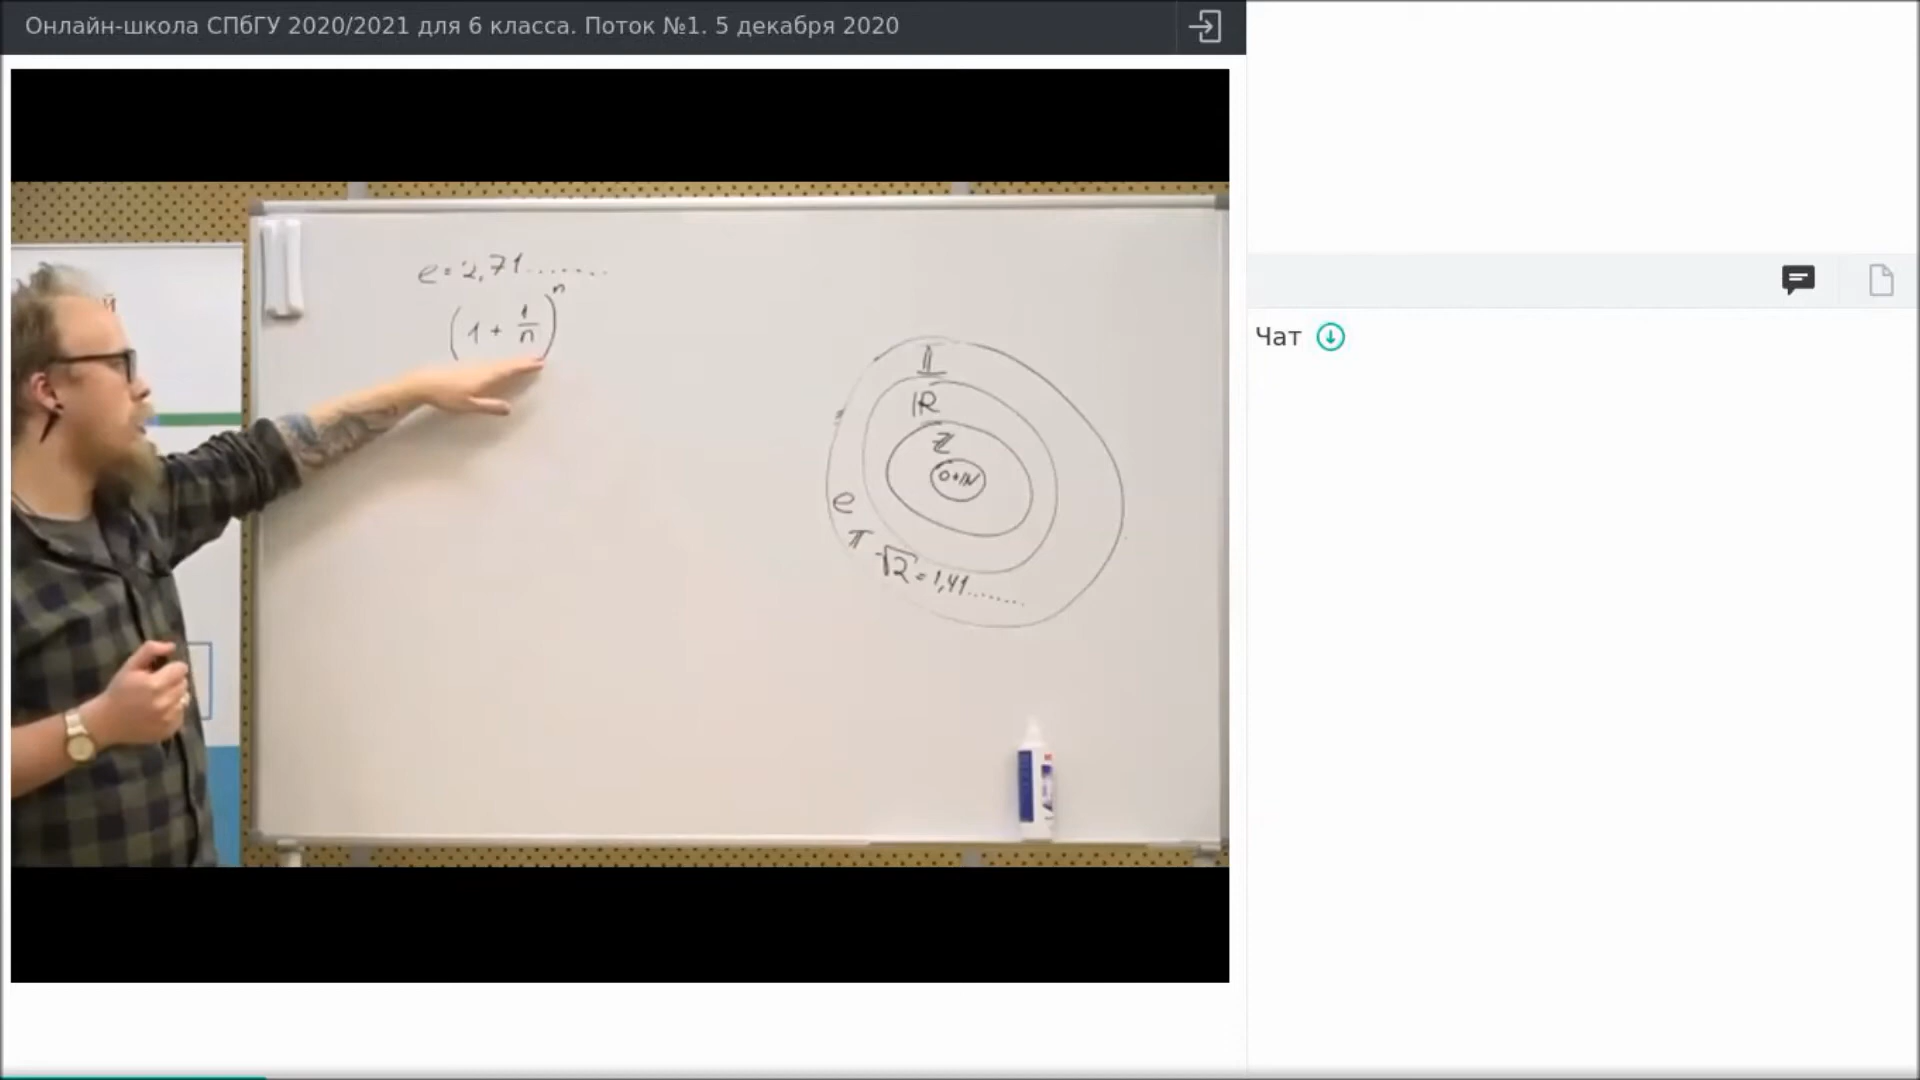 Онлайн-школа СПбГУ 2020/2021 для 6 класса. Поток №1. 5 декабря 2020
Чат
й
e = 2,71.......
(1 + 1/n)^n
𝕀
ℝ
ℤ
0+ℕ
e
π
√2 = 1,41.......